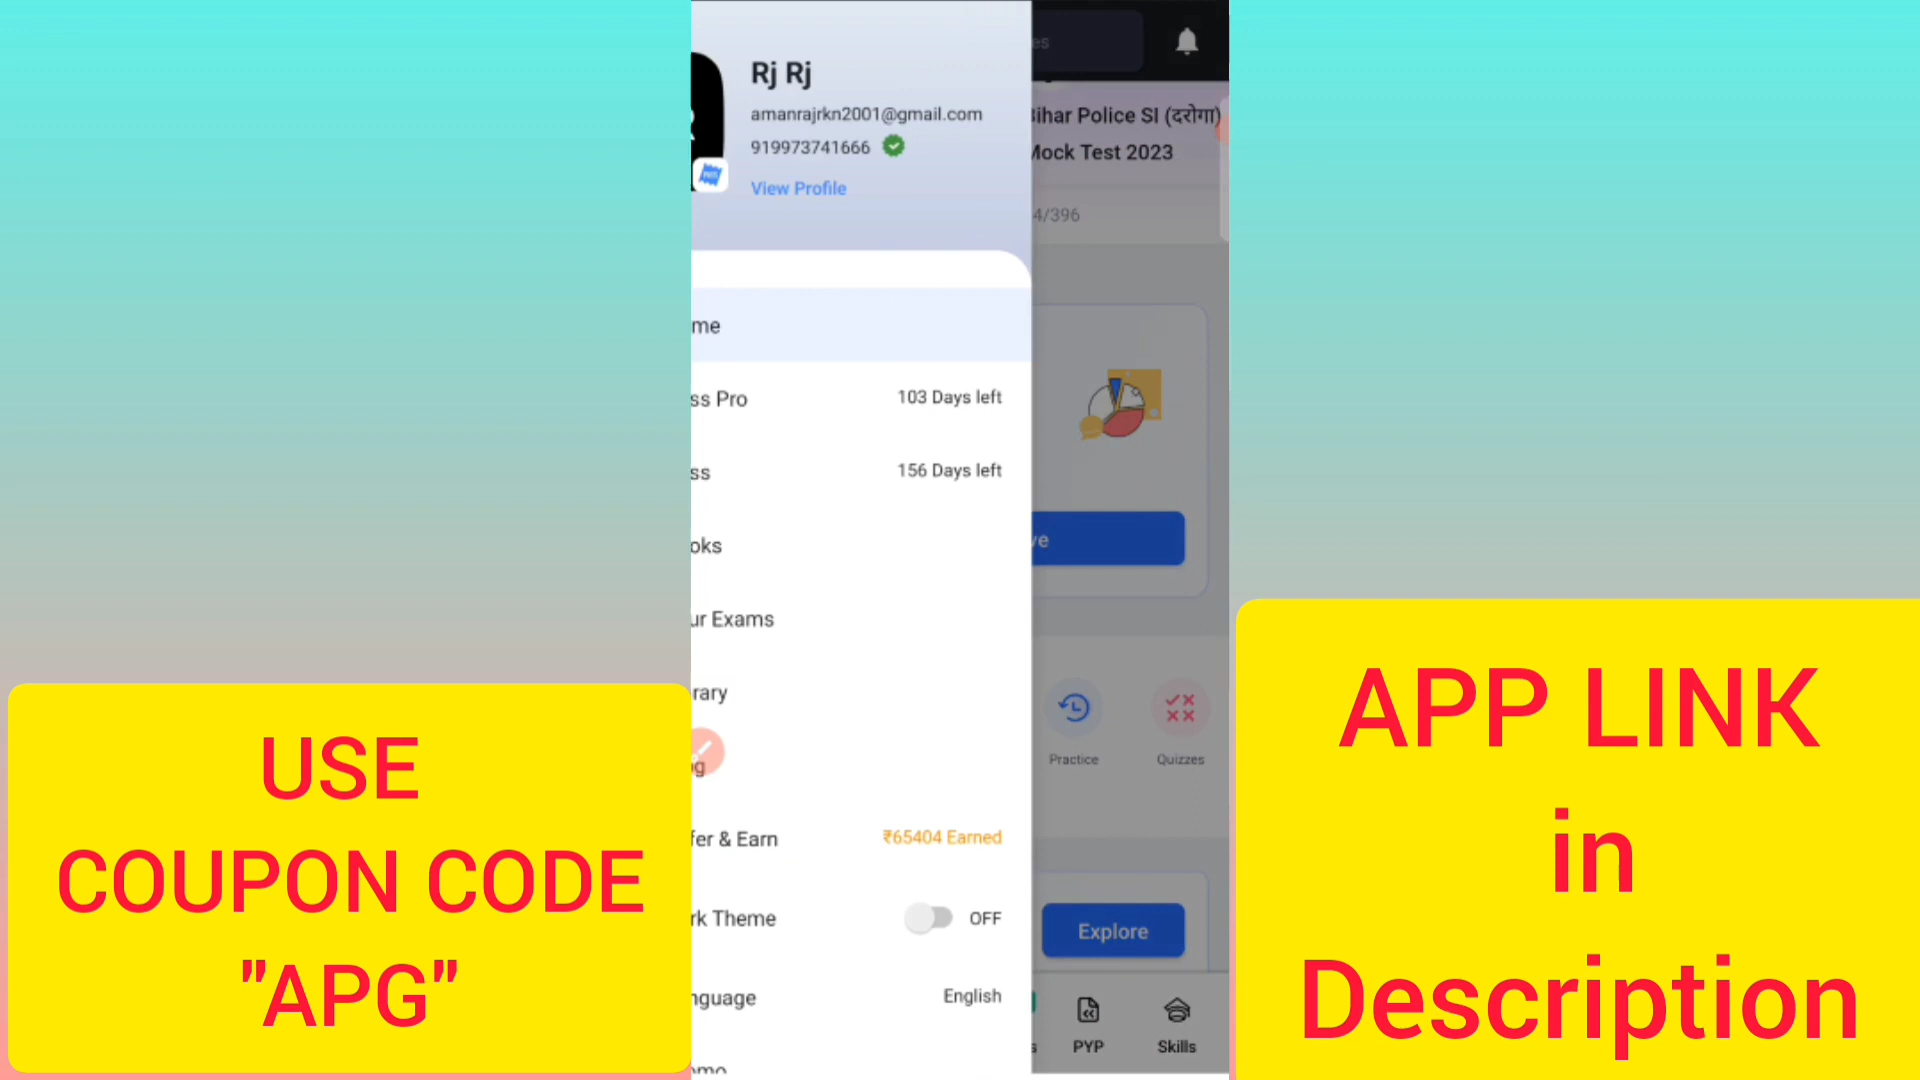 Rj Rj
amanrajrkn2001@gmail.com
919973741666
View Profile
me
ss Pro 103 Days left
ss 156 Days left
oks
ur Exams
rary
fer & Earn ₹65404 Earned
rk Theme OFF
nguage English
es
ihar Police SI (दरोगा)
Mock Test 2023
4/396
ve
Practice
Quizzes
Explore
PYP
Skills
USE
COUPON CODE
"APG"
APP LINK
in
Description